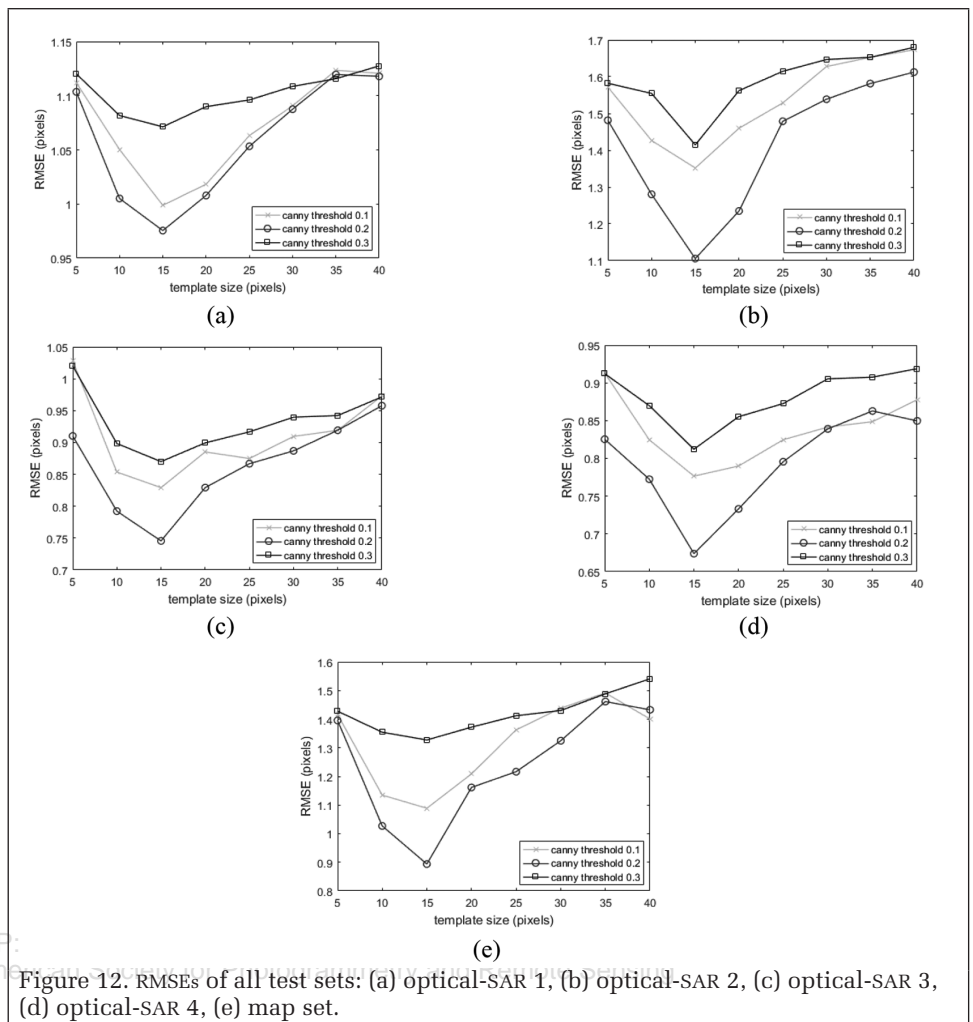 1.15
1.1
1.05
1
0.95
RMSE (pixels)
canny threshold 0.1
canny threshold 0.2
canny threshold 0.3
5 10 15 20 25 30 35 40
template size (pixels)
(a)
1.7
1.6
1.5
1.4
1.3
1.2
1.1
RMSE (pixels)
canny threshold 0.1
canny threshold 0.2
canny threshold 0.3
5 10 15 20 25 30 35 40
template size (pixels)
(b)
1.05
1
0.95
0.9
0.85
0.8
0.75
0.7
RMSE (pixels)
canny threshold 0.1
canny threshold 0.2
canny threshold 0.3
5 10 15 20 25 30 35 40
template size (pixels)
(c)
0.95
0.9
0.85
0.8
0.75
0.7
0.65
RMSE (pixels)
canny threshold 0.1
canny threshold 0.2
canny threshold 0.3
5 10 15 20 25 30 35 40
template size (pixels)
(d)
1.6
1.5
1.4
1.3
1.2
1.1
1
0.9
0.8
RMSE (pixels)
canny threshold 0.1
canny threshold 0.2
canny threshold 0.3
5 10 15 20 25 30 35 40
template size (pixels)
(e)
P:
Society for Photogrammetry and Remote Sensing
Figure 12. RMSEs of all test sets: (a) optical-SAR 1, (b) optical-SAR 2, (c) optical-SAR 3,
(d) optical-SAR 4, (e) map set.